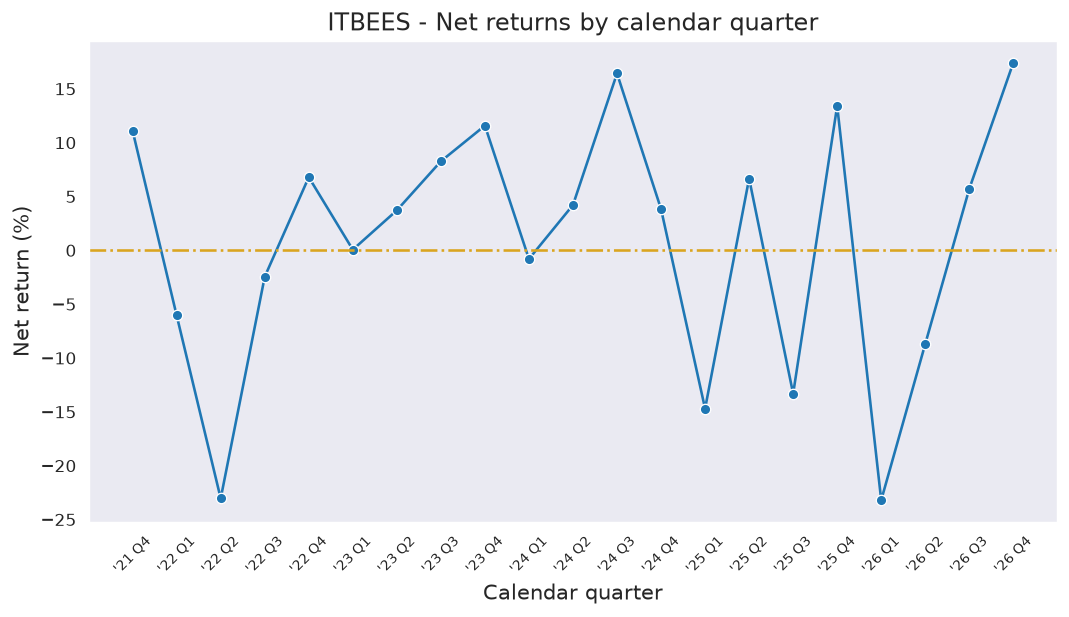 ITBEES - Net returns by calendar quarter
Net return (%)
15
10
5
0
−5
−10
−15
−20
−25
'21 Q4
'22 Q1
'22 Q2
'22 Q3
'22 Q4
'23 Q1
'23 Q2
'23 Q3
'23 Q4
'24 Q1
'24 Q2
'24 Q3
'24 Q4
'25 Q1
'25 Q2
'25 Q3
'25 Q4
'26 Q1
'26 Q2
'26 Q3
'26 Q4
Calendar quarter